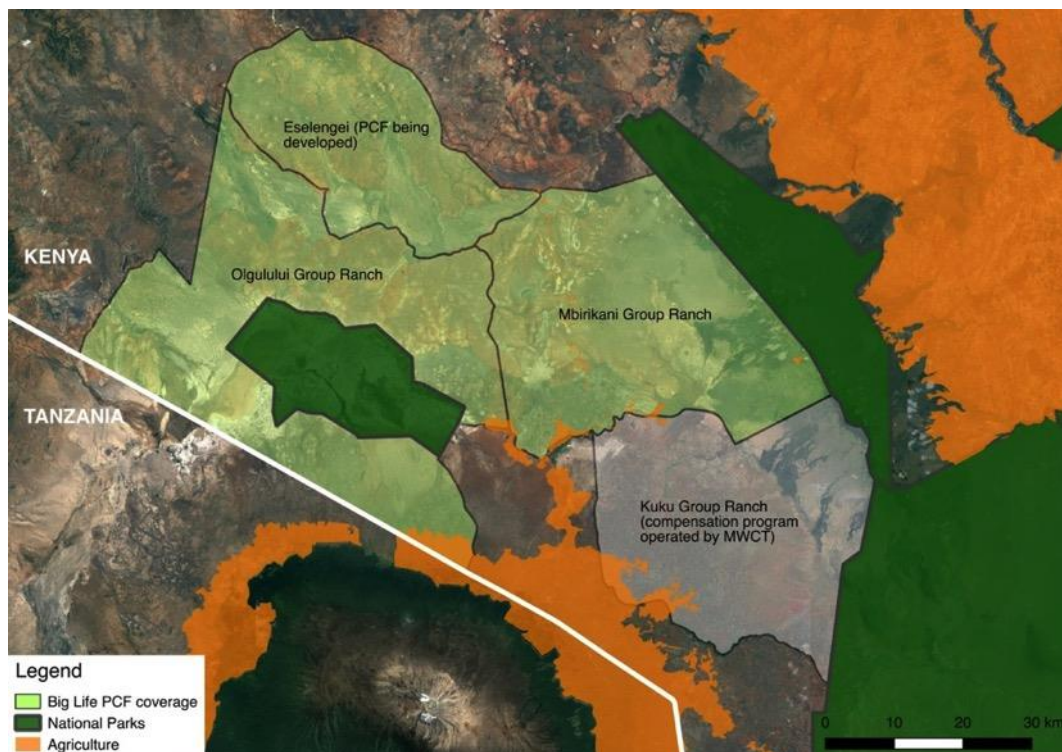 Eselengei (PCF being
developed)
KENYA
Olgulului Group Ranch
Mbirikani Group Ranch
TANZANIA
Kuku Group Ranch
(compensation program
operated by MWCT)
Legend
Big Life PCF coverage
National Parks
Agriculture
0 10 20 30 km